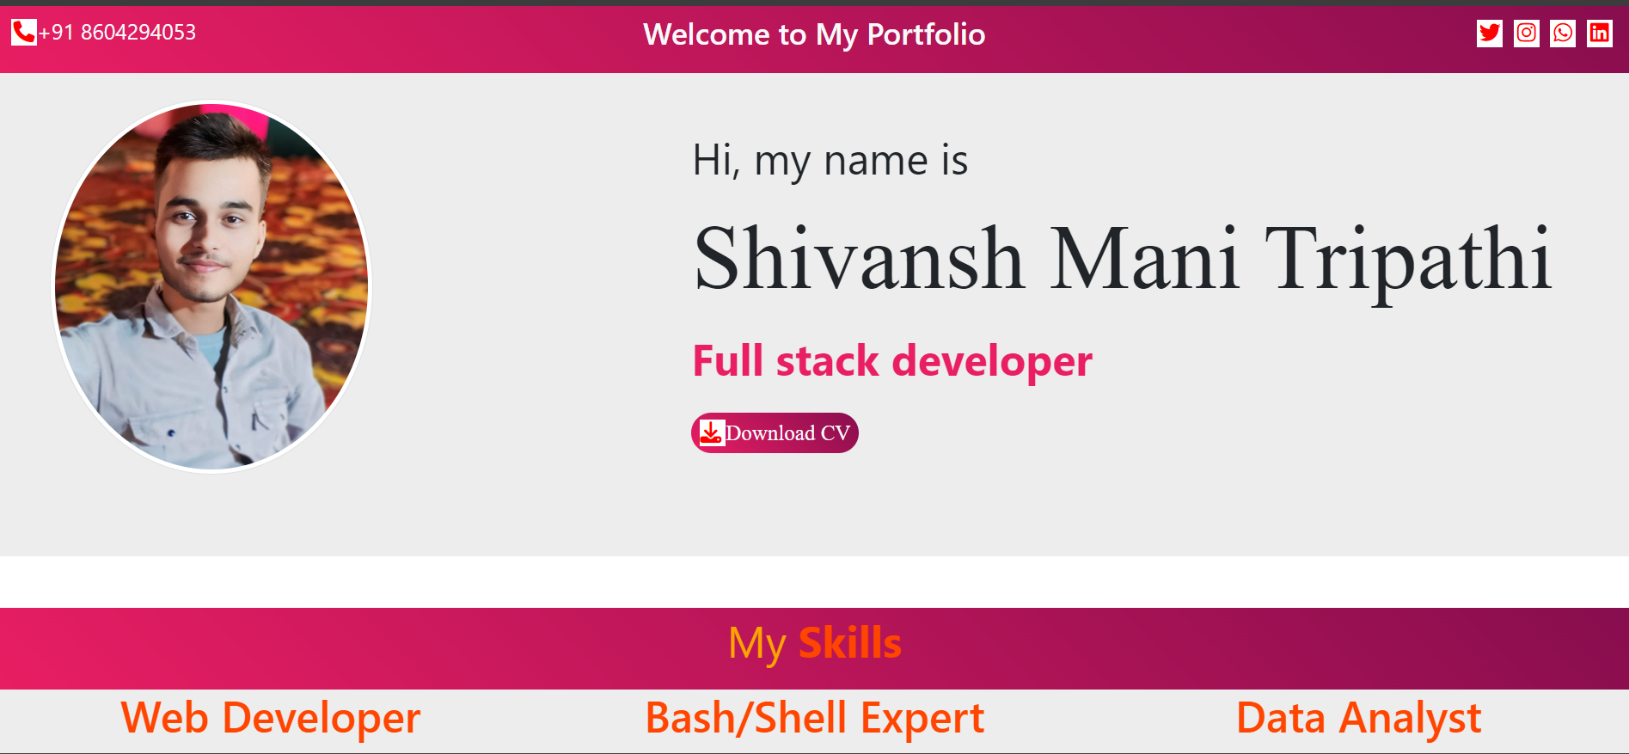 +91 8604294053
Welcome to My Portfolio
Hi, my name is
Shivansh Mani Tripathi
Full stack developer
Download CV
My Skills
Web Developer
Bash/Shell Expert
Data Analyst